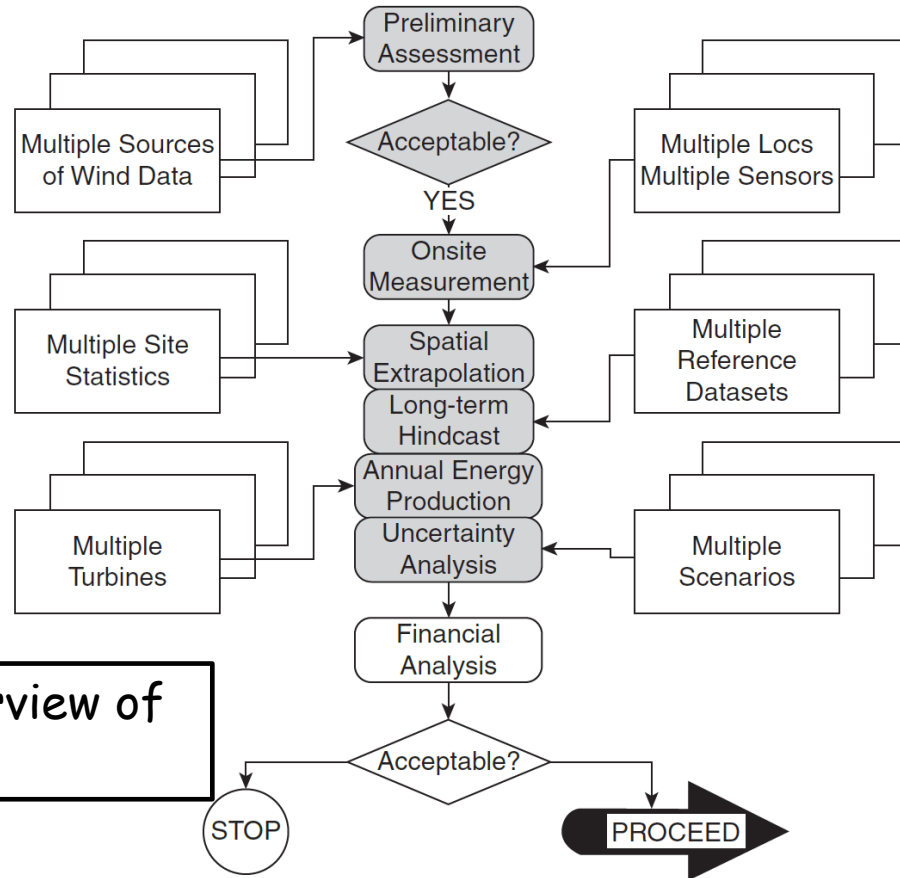 Preliminary
Assessment
Multiple Sources
of Wind Data
Acceptable?
Multiple Locs
Multiple Sensors
YES
Onsite
Measurement
Multiple Site
Statistics
Spatial
Extrapolation
Multiple
Reference
Datasets
Long-term
Hindcast
Annual Energy
Production
Multiple
Turbines
Uncertainty
Analysis
Multiple
Scenarios
Financial
Analysis
of
Acceptable?
STOP
PROCEED